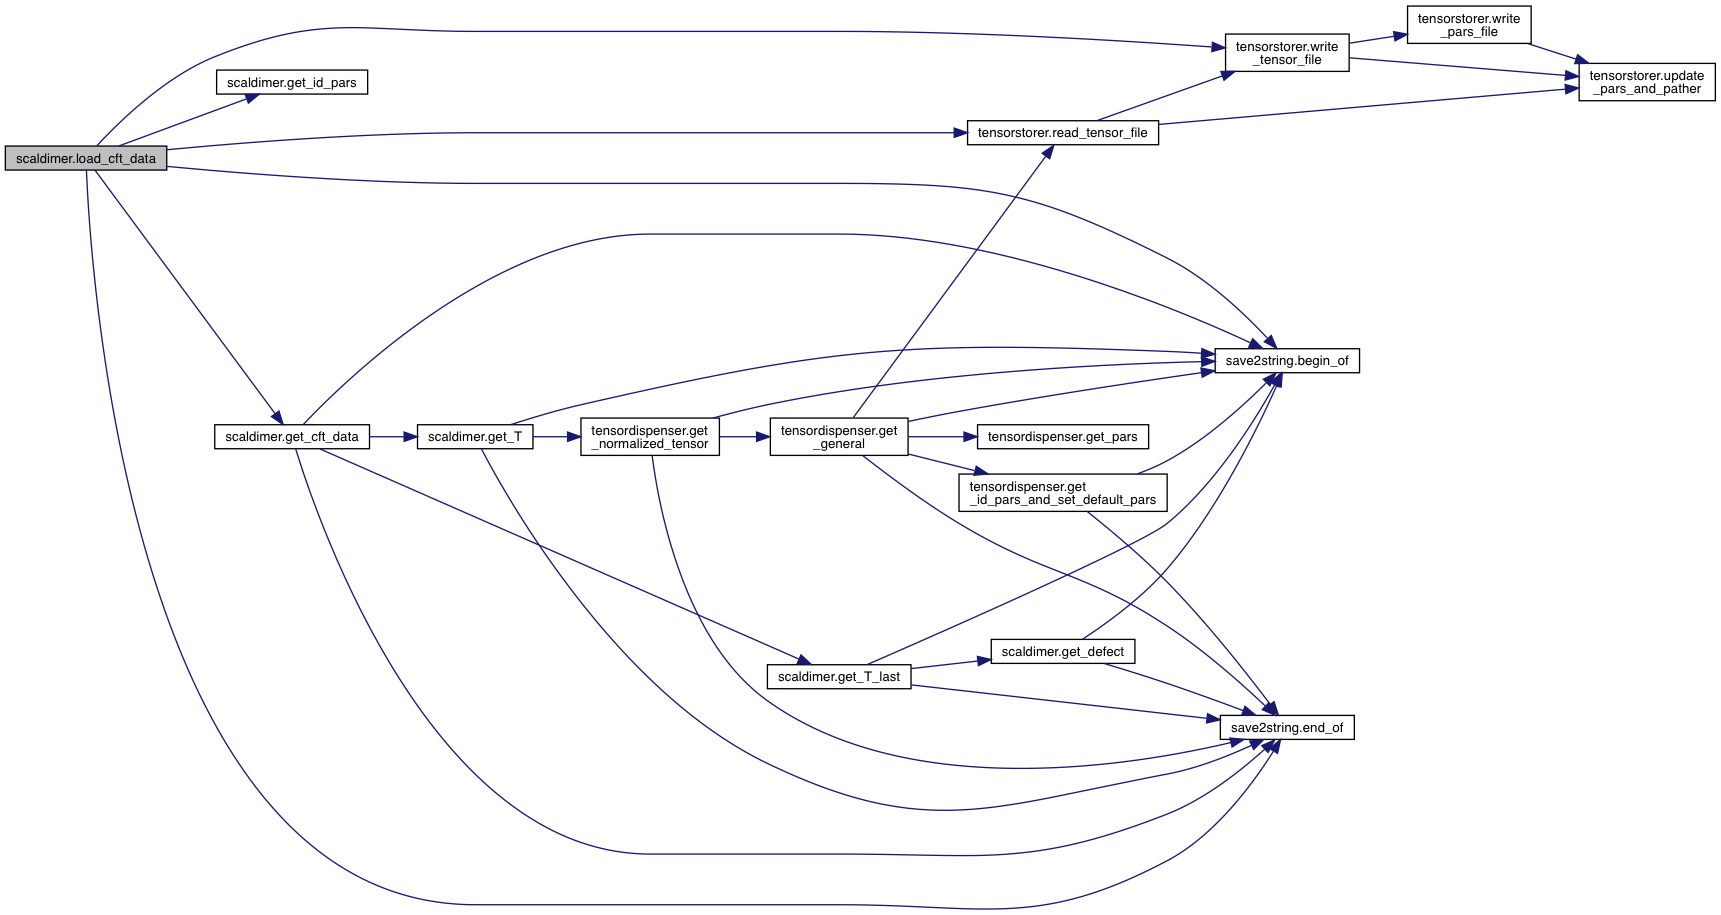 tensorstorer.write
_pars_file
tensorstorer.write
_tensor_file
tensorstorer.update
_pars_and_pather
scaldimer.get_id_pars
tensorstorer.read_tensor_file
scaldimer.load_cft_data
save2string.begin_of
scaldimer.get_cft_data
scaldimer.get_T
tensordispenser.get
_normalized_tensor
tensordispenser.get
_general
tensordispenser.get_pars
tensordispenser.get
_id_pars_and_set_default_pars
scaldimer.get_defect
scaldimer.get_T_last
save2string.end_of